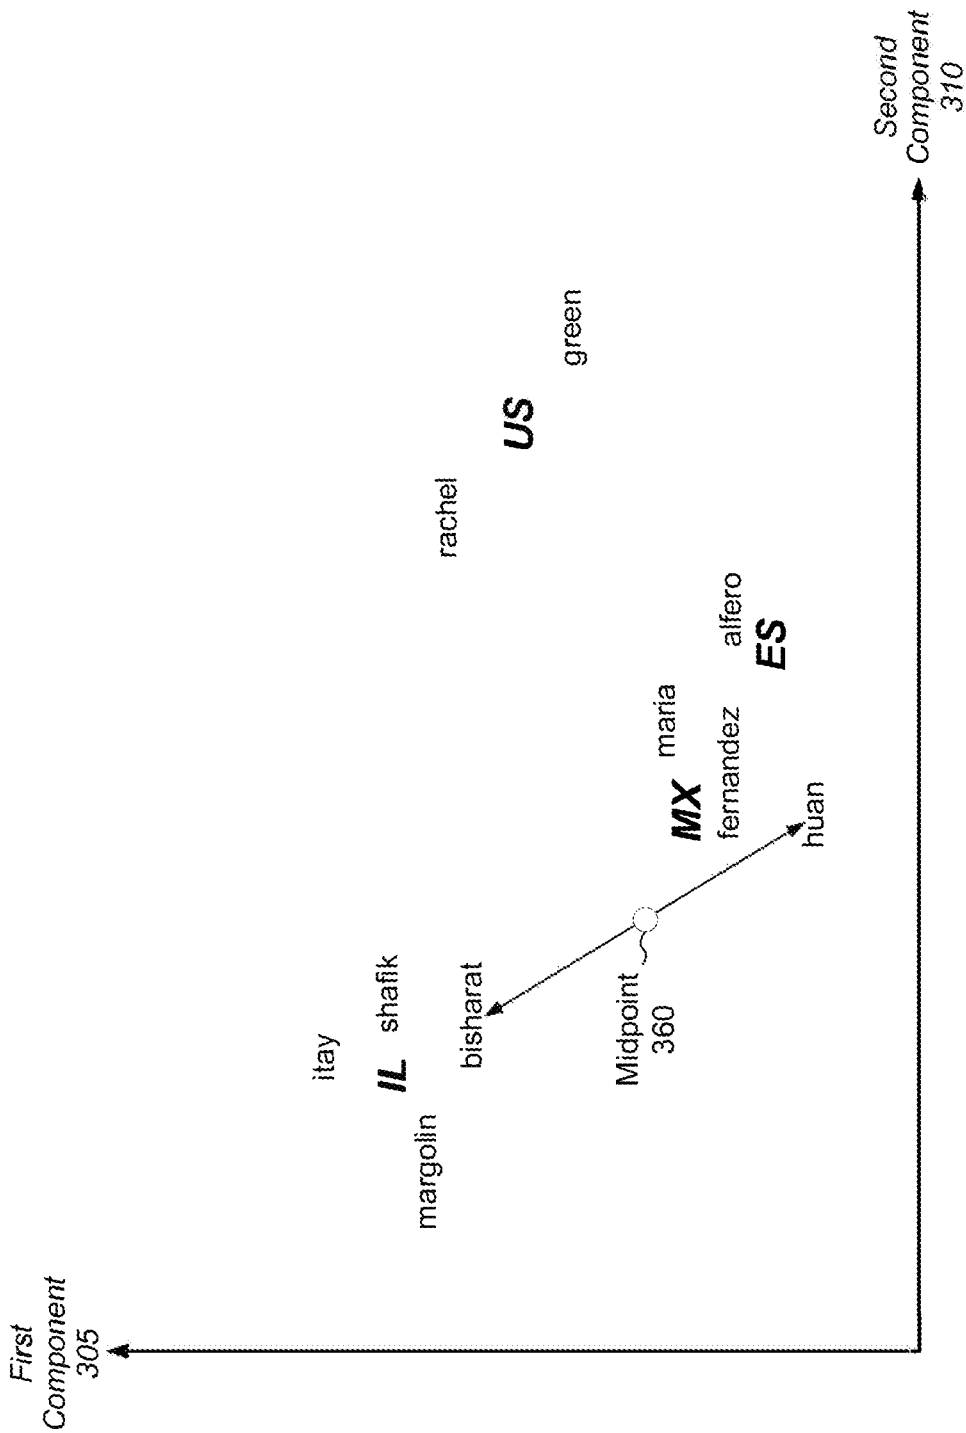 First
Component
305
itay
shafik
IL
margolin
bisharat
Midpoint
360
rachel
US
green
maria
MX
fernandez
alfero
ES
huan
Second
Component
310